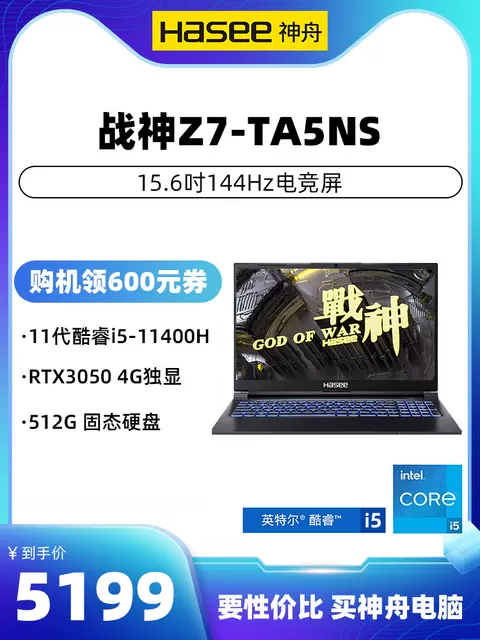 Hasee 神舟
战神Z7-TA5NS
15.6吋144Hz电竞屏
购机领600元券
·11代酷睿i5-11400H
·RTX3050 4G独显
·512G 固态硬盘
戰神
GOD OF WAR
Hasee
Hasee
英特尔® 酷睿™ i5
intel
CORE™
i5
￥到手价
5199
要性价比 买神舟电脑